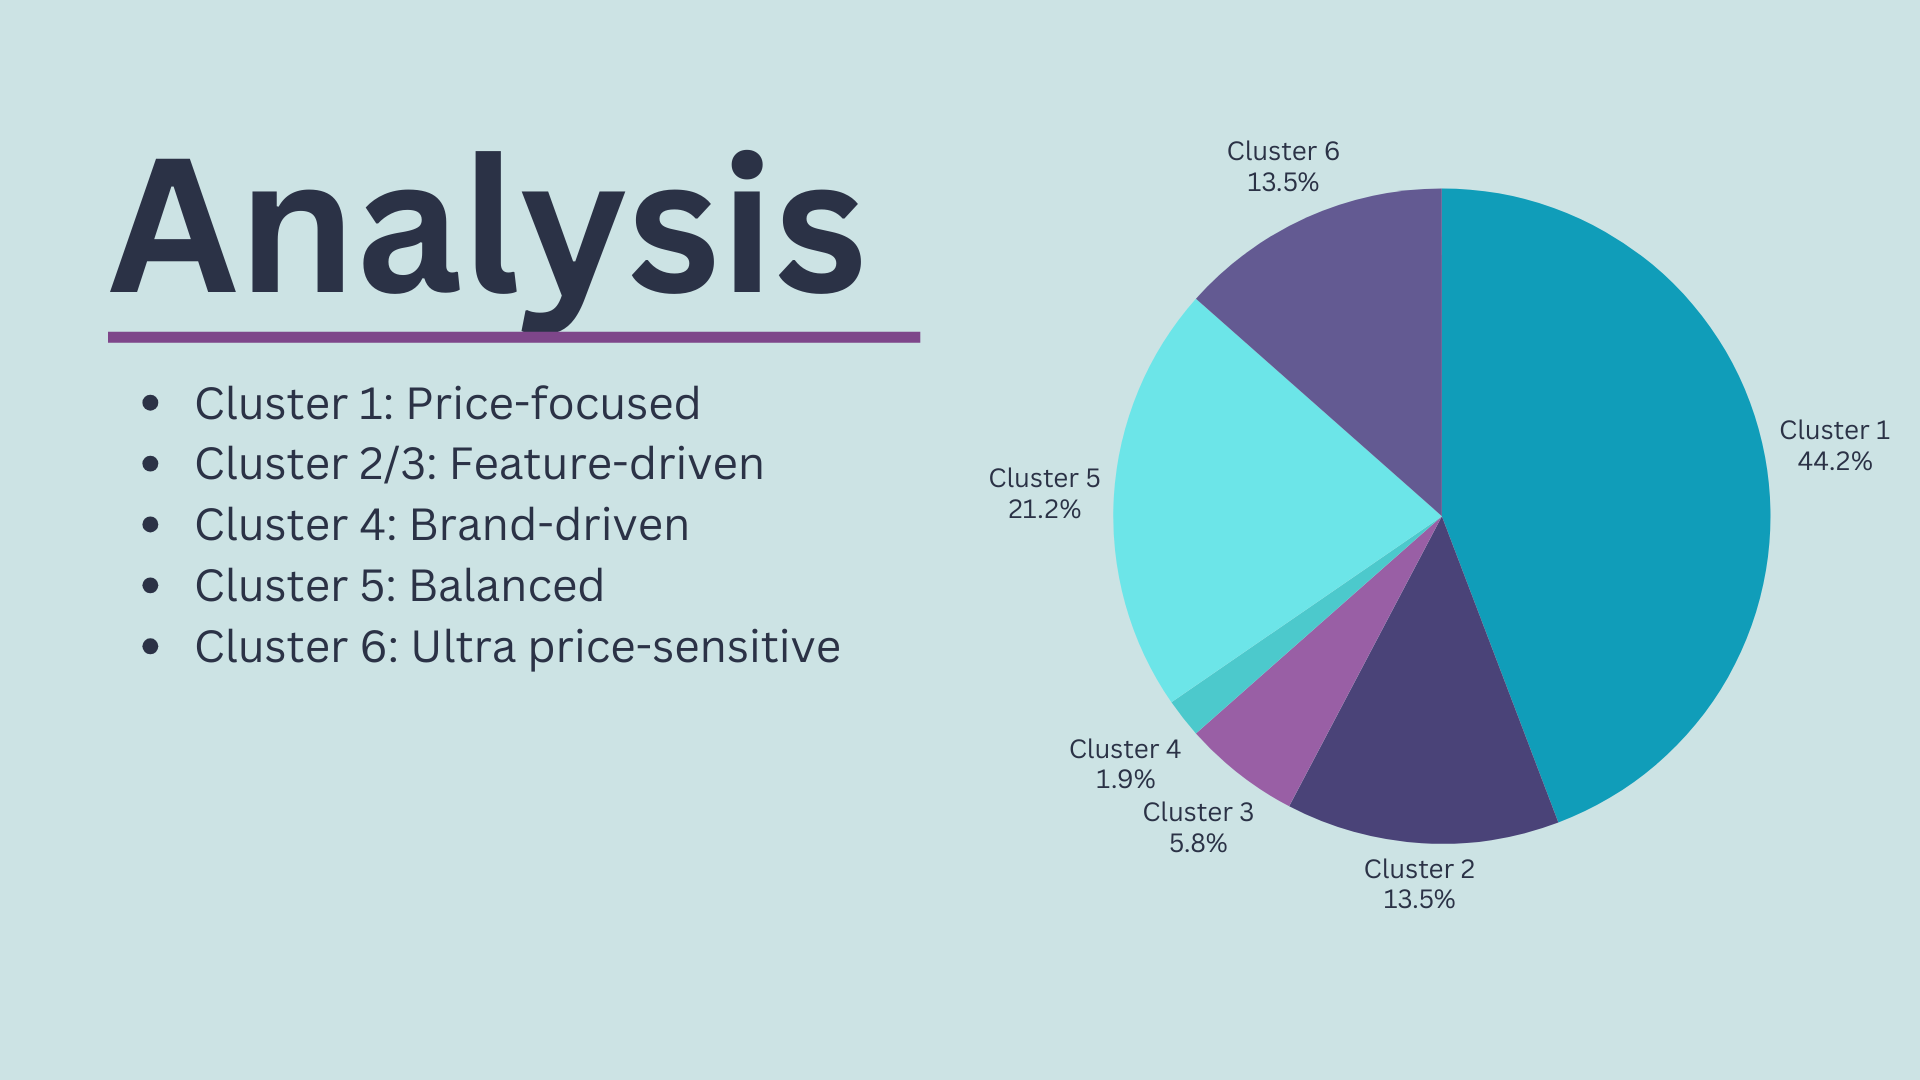 Analysis
Cluster 1: Price-focused
Cluster 2/3: Feature-driven
Cluster 4: Brand-driven
Cluster 5: Balanced
Cluster 6: Ultra price-sensitive
Cluster 6
13.5%
Cluster 1
44.2%
Cluster 5
21.2%
Cluster 4
1.9%
Cluster 3
5.8%
Cluster 2
13.5%